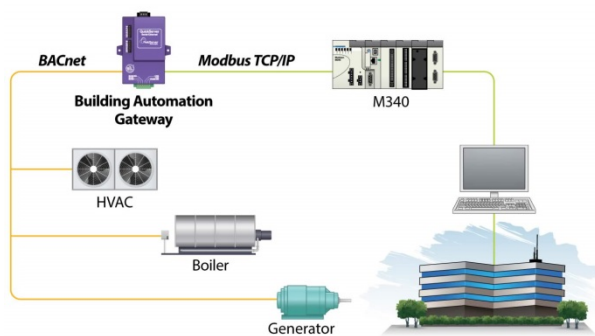 BACnet
Modbus TCP/IP
Building Automation
Gateway
M340
HVAC
Boiler
Generator